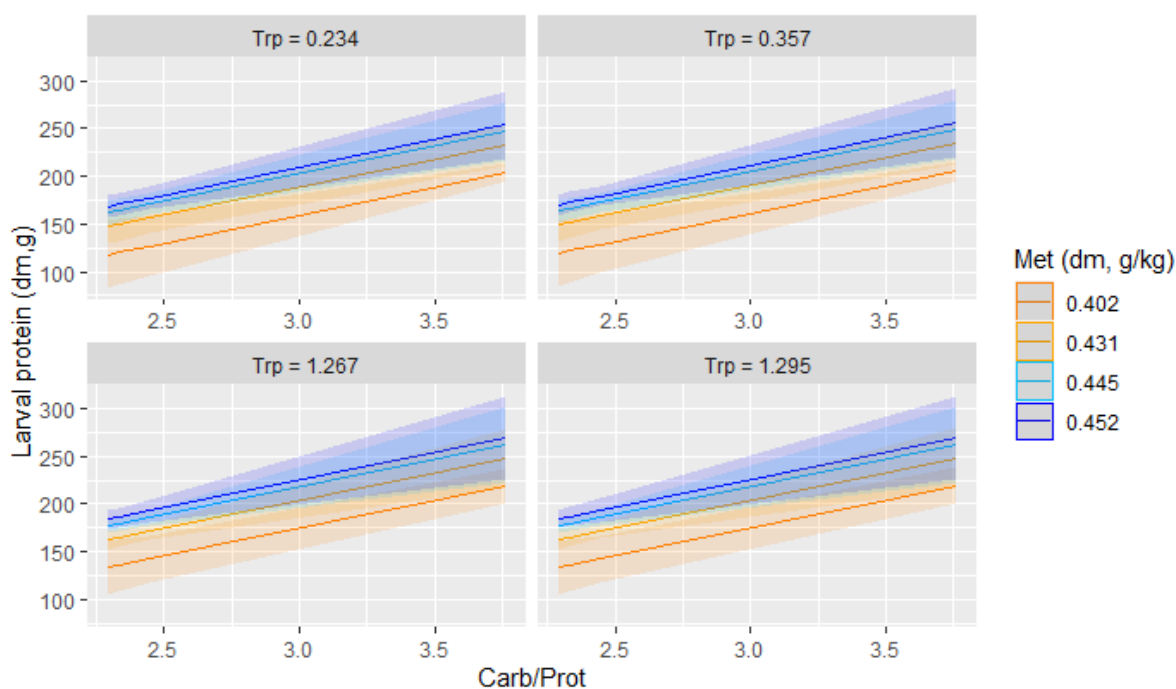 Trp = 0.234
Trp = 0.357
300
250
200
150
100
2.5 3.0 3.5
2.5 3.0 3.5
Trp = 1.267
Trp = 1.295
300
250
200
150
100
2.5 3.0 3.5
2.5 3.0 3.5
Larval protein (dm,g)
Carb/Prot
Met (dm, g/kg)
0.402
0.431
0.445
0.452